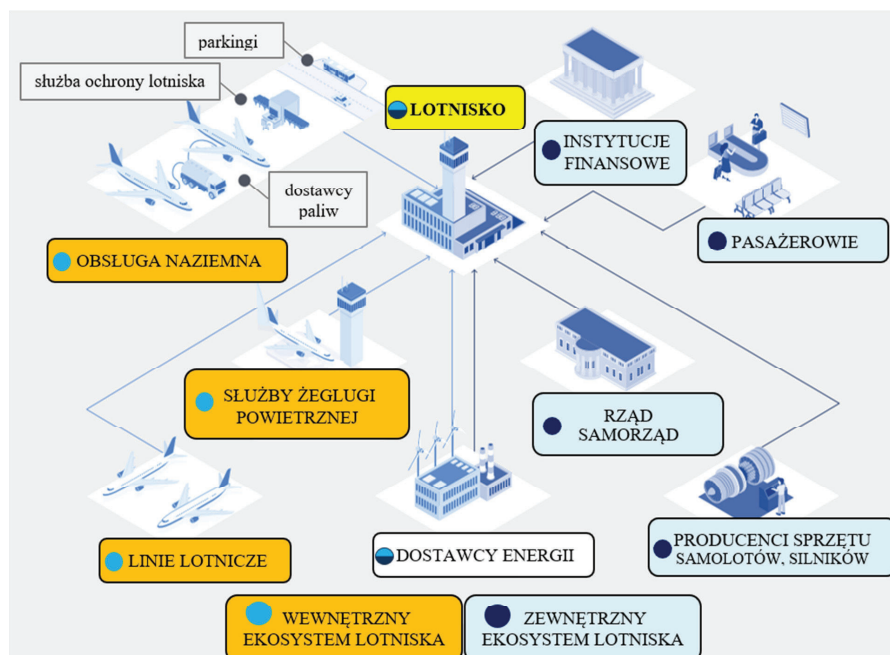 parkingi
służba ochrony lotniska
LOTNISKO
INSTYTUCJE
FINANSOWE
dostawcy
paliw
PASAŻEROWIE
OBSŁUGA NAZIEMNA
SŁUŻBY ŻEGLUGI
POWIETRZNEJ
RZĄD
SAMORZĄD
LINIE LOTNICZE
DOSTAWCY ENERGII
PRODUCENCI SPRZĘTU
SAMOLOTÓW, SILNIKÓW
WEWNĘTRZNY
EKOSYSTEM LOTNISKA
ZEWNĘTRZNY
EKOSYSTEM LOTNISKA